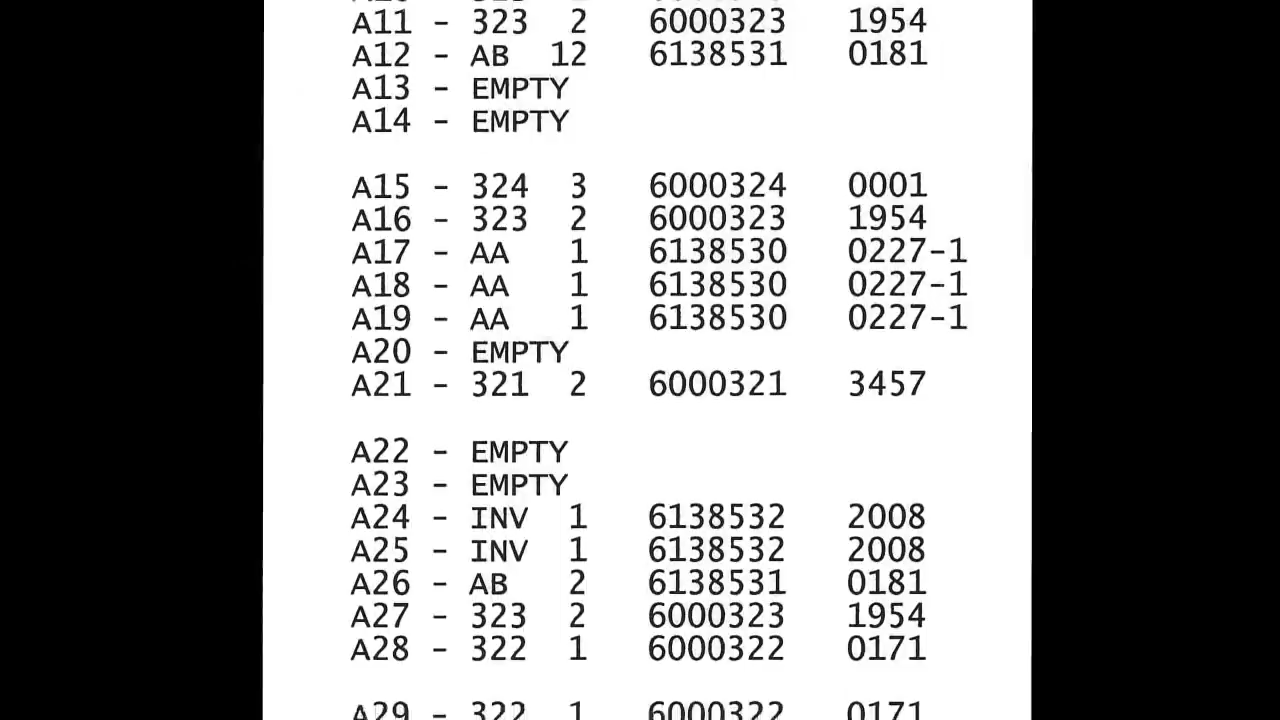 A11 - 323 2 6000323 1954
A12 - AB 12 6138531 0181
A13 - EMPTY
A14 - EMPTY
A15 - 324 3 6000324 0001
A16 - 323 2 6000323 1954
A17 - AA 1 6138530 0227-1
A18 - AA 1 6138530 0227-1
A19 - AA 1 6138530 0227-1
A20 - EMPTY
A21 - 321 2 6000321 3457
A22 - EMPTY
A23 - EMPTY
A24 - INV 1 6138532 2008
A25 - INV 1 6138532 2008
A26 - AB 2 6138531 0181
A27 - 323 2 6000323 1954
A28 - 322 1 6000322 0171
A29 - 322 1 6000322 0171